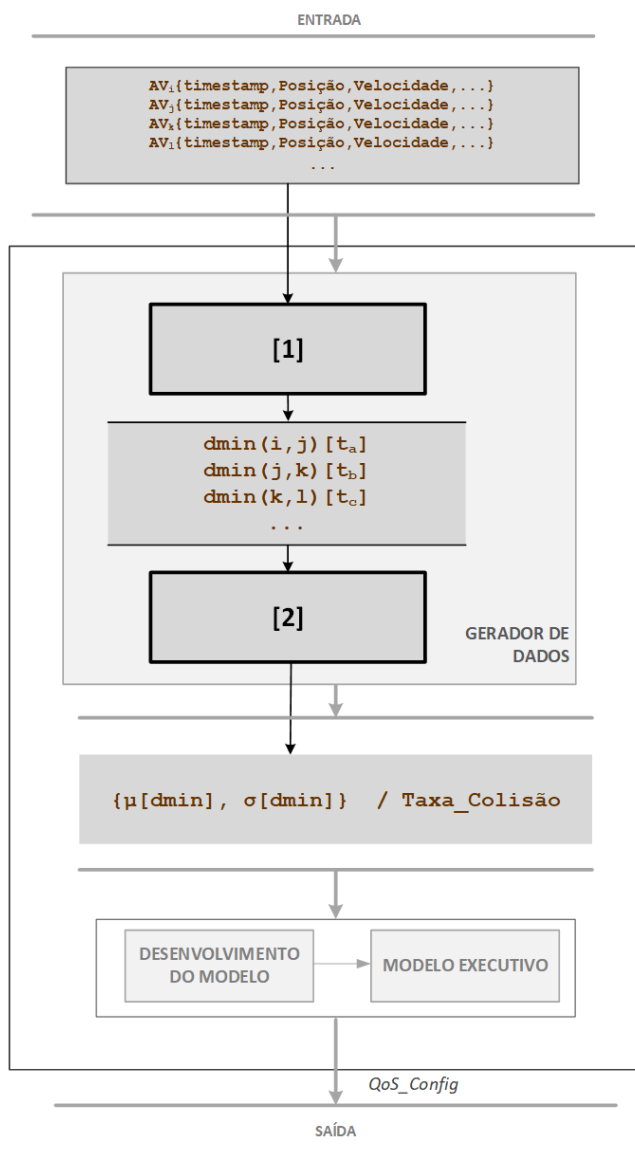 ENTRADA
AVᵢ{timestamp,Posição,Velocidade,...}
AVⱼ{timestamp,Posição,Velocidade,...}
AVₖ{timestamp,Posição,Velocidade,...}
AVₗ{timestamp,Posição,Velocidade,...}
...
[1]
dmin(i,j)[t_a]
dmin(j,k)[t_b]
dmin(k,l)[t_c]
...
[2]
GERADOR DE
DADOS
{μ[dmin], σ[dmin]} / Taxa_Colisão
DESENVOLVIMENTO
DO MODELO
MODELO EXECUTIVO
QoS_Config
SAÍDA